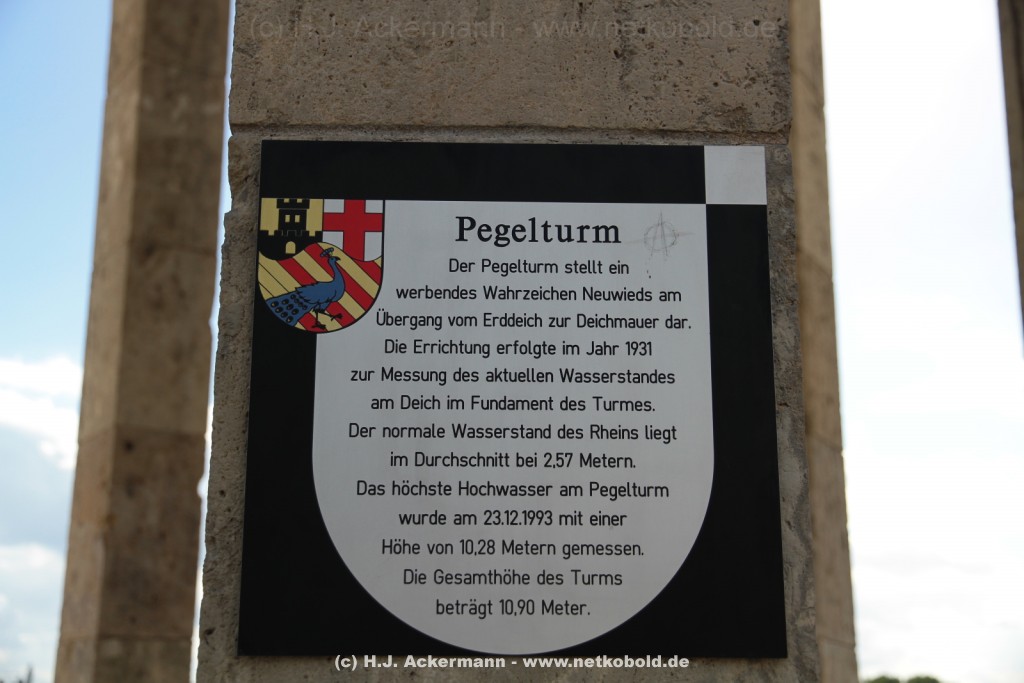 (c) H.J. Ackermann - www.netkobold.de
Pegelturm
Der Pegelturm stellt ein
werbendes Wahrzeichen Neuwieds am
Übergang vom Erddeich zur Deichmauer dar.
Die Errichtung erfolgte im Jahr 1931
zur Messung des aktuellen Wasserstandes
am Deich im Fundament des Turmes.
Der normale Wasserstand des Rheins liegt
im Durchschnitt bei 2,57 Metern.
Das höchste Hochwasser am Pegelturm
wurde am 23.12.1993 mit einer
Höhe von 10,28 Metern gemessen.
Die Gesamthöhe des Turms
beträgt 10,90 Meter.
(c) H.J. Ackermann - www.netkobold.de